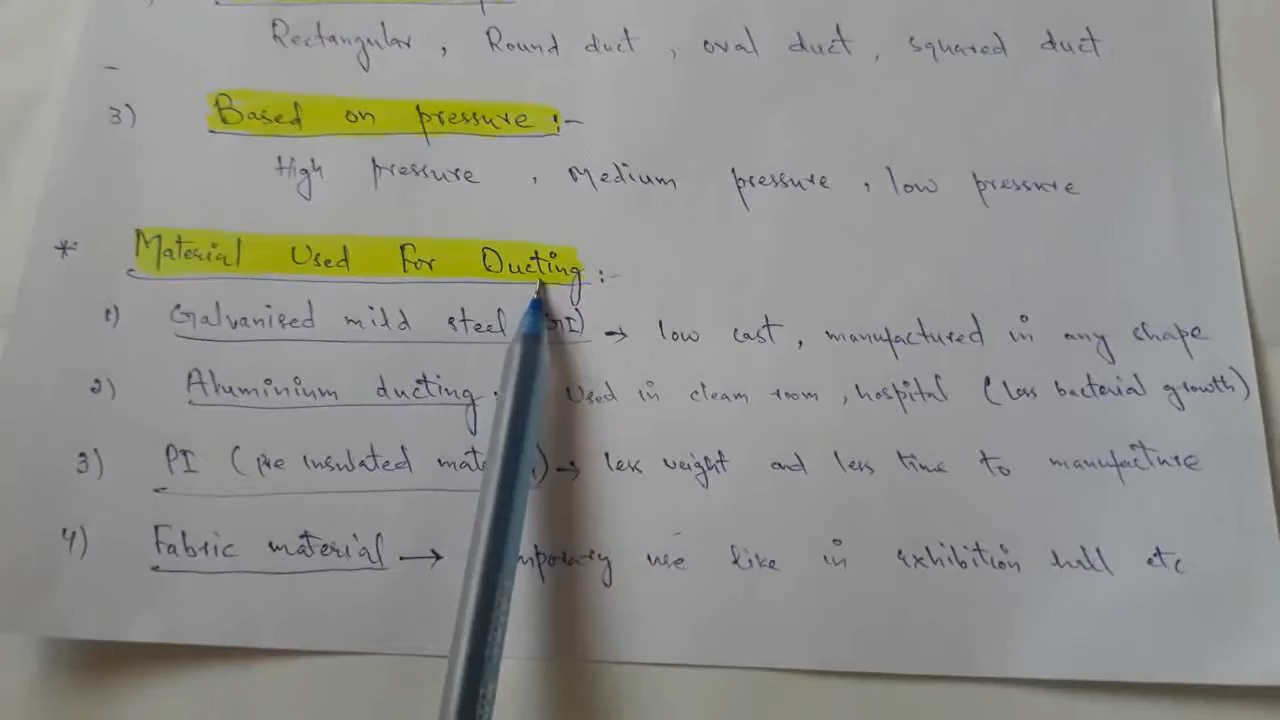 Rectangular , Round duct , oval duct , squared duct
3) Based on pressure :-
High pressure , Medium pressure , low pressure
* Material Used For Ducting :-
1) Galvanised mild steel GI) → low cast , manufactured in any shape
2) Aluminium ducting : Used in clean room , hospital (less bacterial growth)
3) PI (pre insulated ) → less weight and less time to manufacture
4) Fabric material → use like in exhibition hall etc